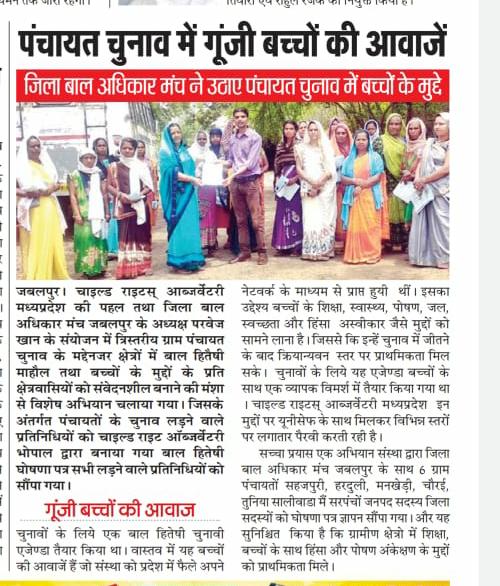 पंचायत चुनाव में गूंजी बच्चों की आवाजें
जिला बाल अधिकार मंच ने उठाए पंचायत चुनाव में बच्चों के मुद्दे
जबलपुर। चाइल्ड राइटस् आब्जर्वेटरी
मध्यप्रदेश की पहल तथा जिला बाल
अधिकार मंच जबलपुर के अध्यक्ष परवेज
खान के संयोजन में त्रिस्तरीय ग्राम पंचायत
चुनाव के मद्देनजर क्षेत्रों में बाल हितैषी
माहौल तथा बच्चों के मुद्दों के प्रति
क्षेत्रवासियों को संवेदनशील बनाने की मंशा
से विशेष अभियान चलाया गया। जिसके
अंतर्गत पंचायतों के चुनाव लड़ने वाले
प्रतिनिधियों को चाइल्ड राइट ऑब्जर्वेटरी
भोपाल द्वारा बनाया गया बाल हितेषी
घोषणा पत्र सभी लड़ने वाले प्रतिनिधियों को
सौंपा गया।
गूंजी बच्चों की आवाज
चुनावों के लिये एक बाल हितेषी चुनावी
एजेण्डा तैयार किया था। वास्तव में यह बच्चों
की आवाजें हैं जो संस्था को प्रदेश में फैले अपने
नेटवर्क के माध्यम से प्राप्त हुयी थीं। इसका
उद्देश्य बच्चों के शिक्षा, स्वास्थ्य, पोषण, जल,
स्वच्छता और हिंसा अस्वीकार जैसे मुद्दों को
सामने लाना है। जिससे कि इन्हें चुनाव में जीतने
के बाद क्रियान्वयन स्तर पर प्राथमिकता मिल
सके। चुनावों के लिये यह एजेण्डा बच्चों के
साथ एक व्यापक विमर्श में तैयार किया गया था
। चाइल्ड राइट्स् आब्जर्वेटरी मध्यप्रदेश इन
मुद्दों पर यूनीसेफ के साथ मिलकर विभिन्न स्तरों
पर लगातार पैरवी करती रही है।
सच्चा प्रयास एक अभियान संस्था द्वारा जिला
बाल अधिकार मंच जबलपुर के साथ 6 ग्राम
पंचायतों सहजपुरी, हरदुली, मनखेड़ी, चौरई,
तुनिया सालीवाडा में सरपंचों जनपद सदस्य जिला
सदस्यों को घोषणा पत्र ज्ञापन सौंपा गया। और यह
सुनिश्चित किया है कि ग्रामीण क्षेत्रो में शिक्षा,
बच्चों के साथ हिंसा और पोषण अंकेक्षण के मुद्दों
को प्राथमिकता मिले।